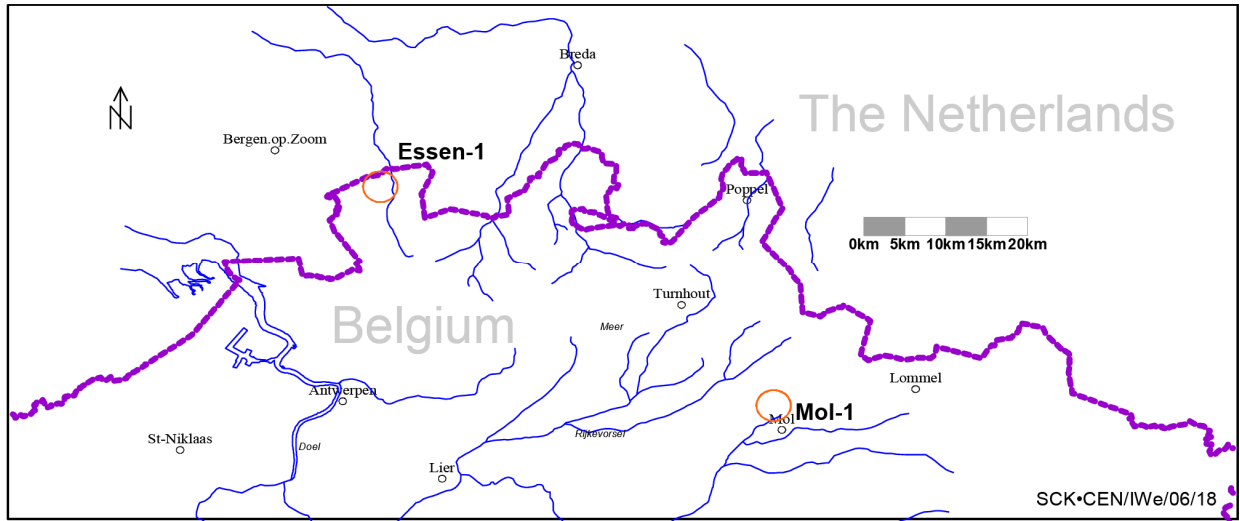 Breda
The Netherlands
N
Bergen.op.Zoom
Essen-1
Poppel
0km 5km 10km 15km 20km
Turnhout
Belgium
Meer
Lommel
Antwerpen
Mol-1
Mol
St-Niklaas
Doel
Rijkevorsel
Lier
SCK•CEN/IWe/06/18